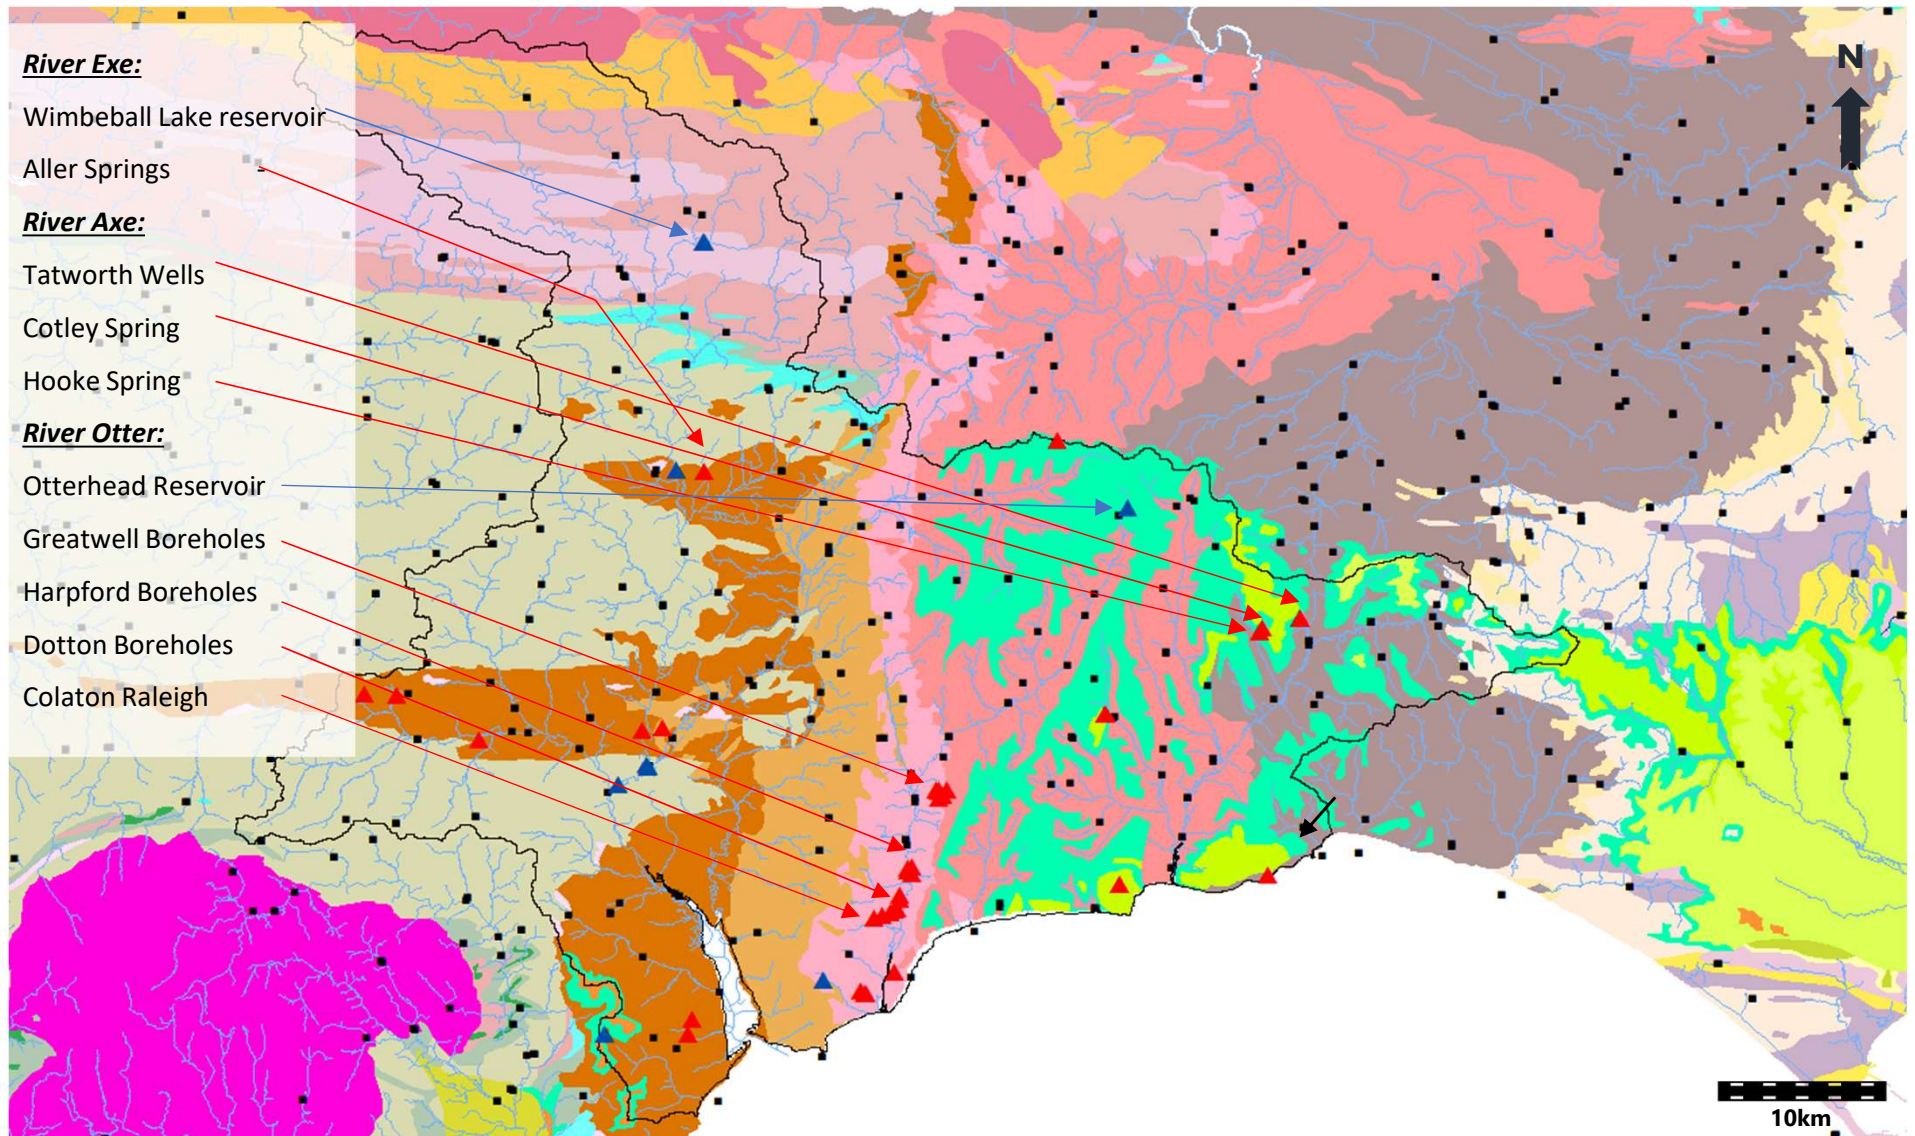 River Exe:
Wimbeball Lake reservoir
Aller Springs
River Axe:
Tatworth Wells
Cotley Spring
Hooke Spring
River Otter:
Otterhead Reservoir
Greatwell Boreholes
Harpford Boreholes
Dotton Boreholes
Colaton Raleigh
N
10km